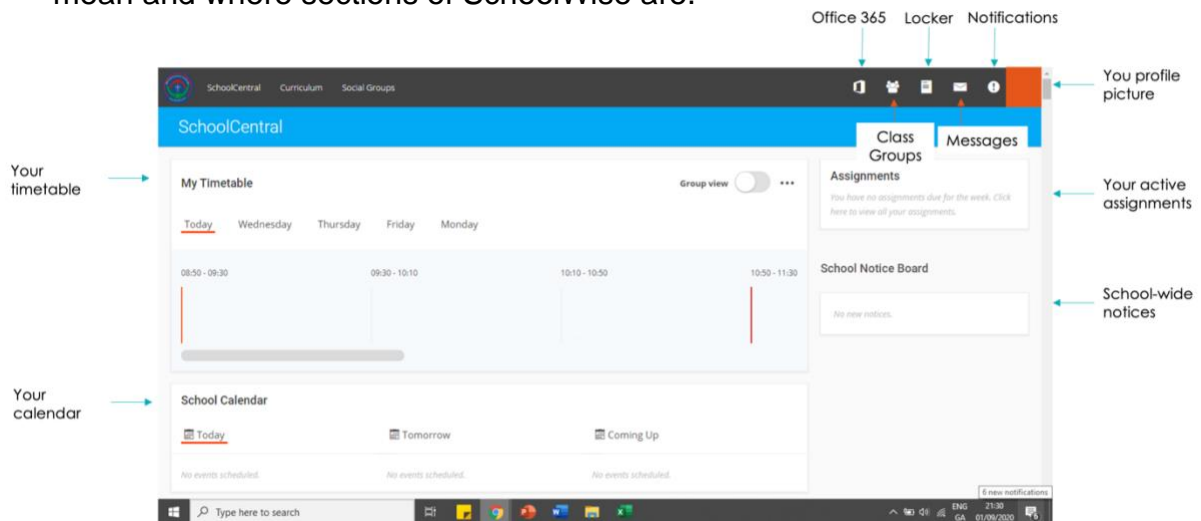 mean and where sections of SchoolWise are.
Office 365 Locker Notifications
SchoolCentral Curriculum Social Groups
You profile
picture
SchoolCentral
Class
Groups
Messages
Your
timetable
My Timetable
Group view
Today Wednesday Thursday Friday Monday
08:50 - 09:30 09:30 - 10:10 10:10 - 10:50 10:50 - 11:30
Assignments
You have no assignments due for the week. Click
here to view all your assignments.
Your active
assignments
School Notice Board
No new notices.
School-wide
notices
Your
calendar
School Calendar
Today Tomorrow Coming Up
No events scheduled. No events scheduled. No events scheduled.
6 new notifications
Type here to search
ENG
GA
21:30
01/09/2020